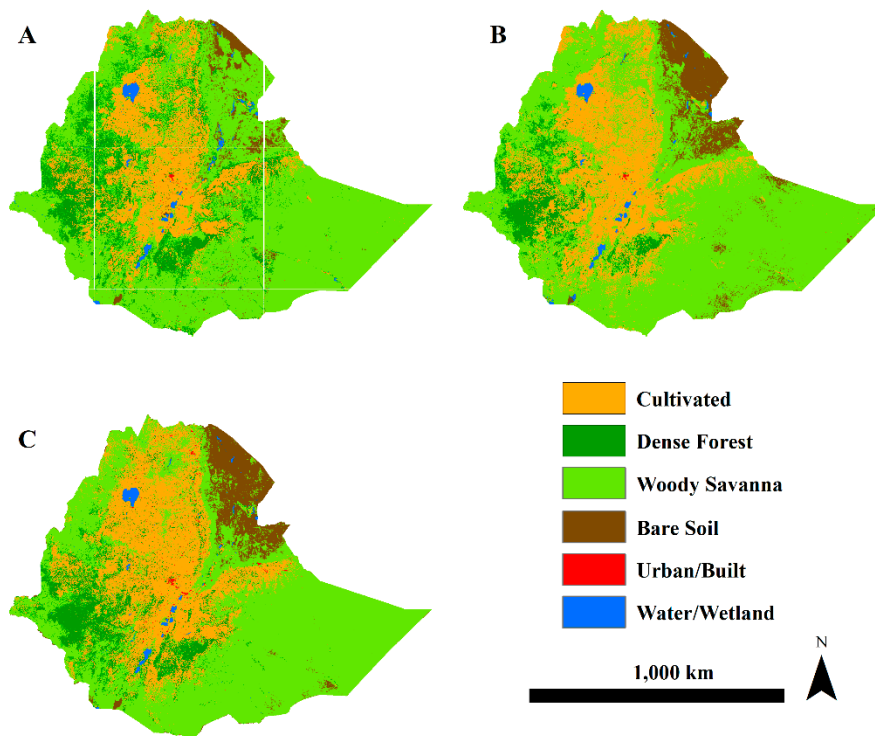 A
B
C
Cultivated
Dense Forest
Woody Savanna
Bare Soil
Urban/Built
Water/Wetland
N
1,000 km